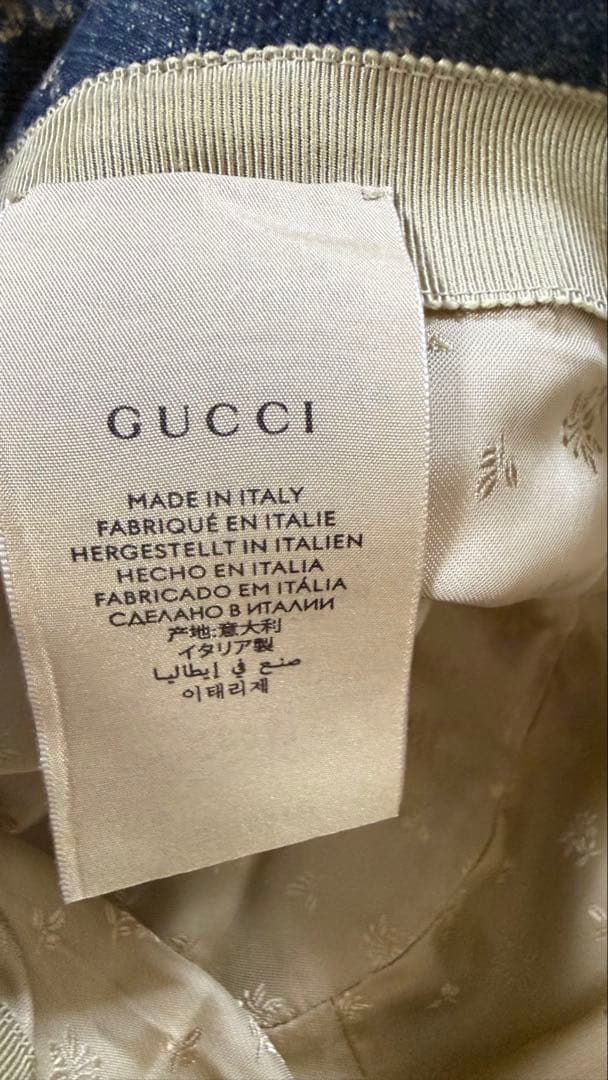 GUCCI
MADE IN ITALY
FABRIQUÉ EN ITALIE
HERGESTELLT IN ITALIEN
HECHO EN ITALIA
FABRICADO EM ITÁLIA
СДЕЛАНО В ИТАЛИИ
产地:意大利
イタリア製
صنع في إيطاليا
이태리제